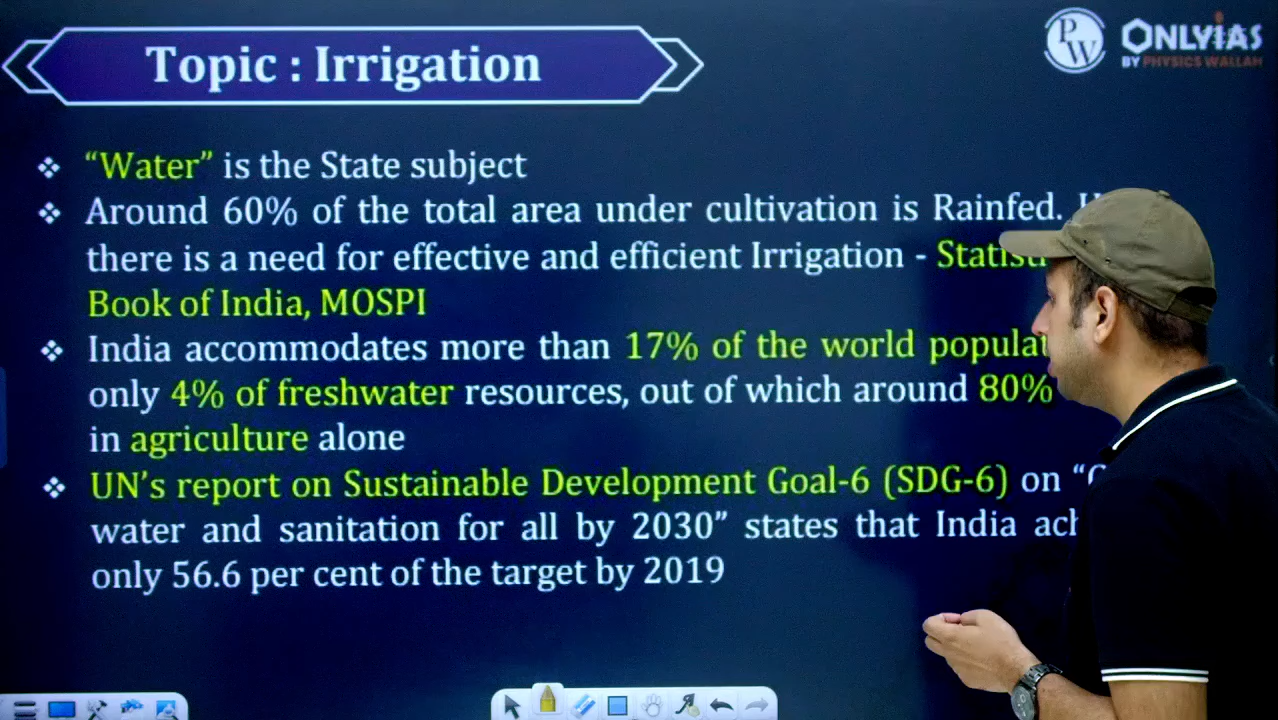 Topic : Irrigation
PW
ONLYIAS
BY PHYSICS WALLAH
❖ “Water” is the State subject
❖ Around 60% of the total area under cultivation is Rainfed.
there is a need for effective and efficient Irrigation -
Book of India, MOSPI
❖ India accommodates more than 17% of the world
only 4% of freshwater resources, out of which around 80%
in agriculture alone
❖ UN’s report on Sustainable Development Goal-6 (SDG-6) on
water and sanitation for all by 2030” states that India
only 56.6 per cent of the target by 2019